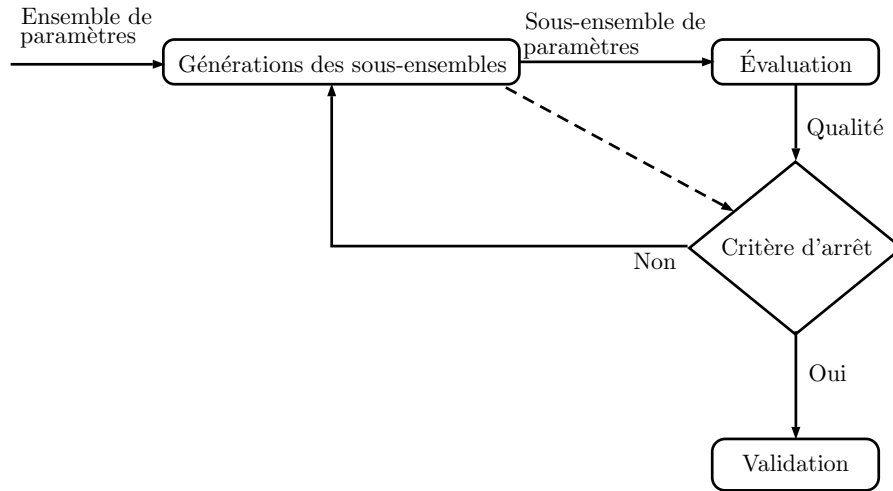 Ensemble de
paramètres
Générations des sous-ensembles
Sous-ensemble de
paramètres
Évaluation
Qualité
Critère d'arrêt
Non
Oui
Validation